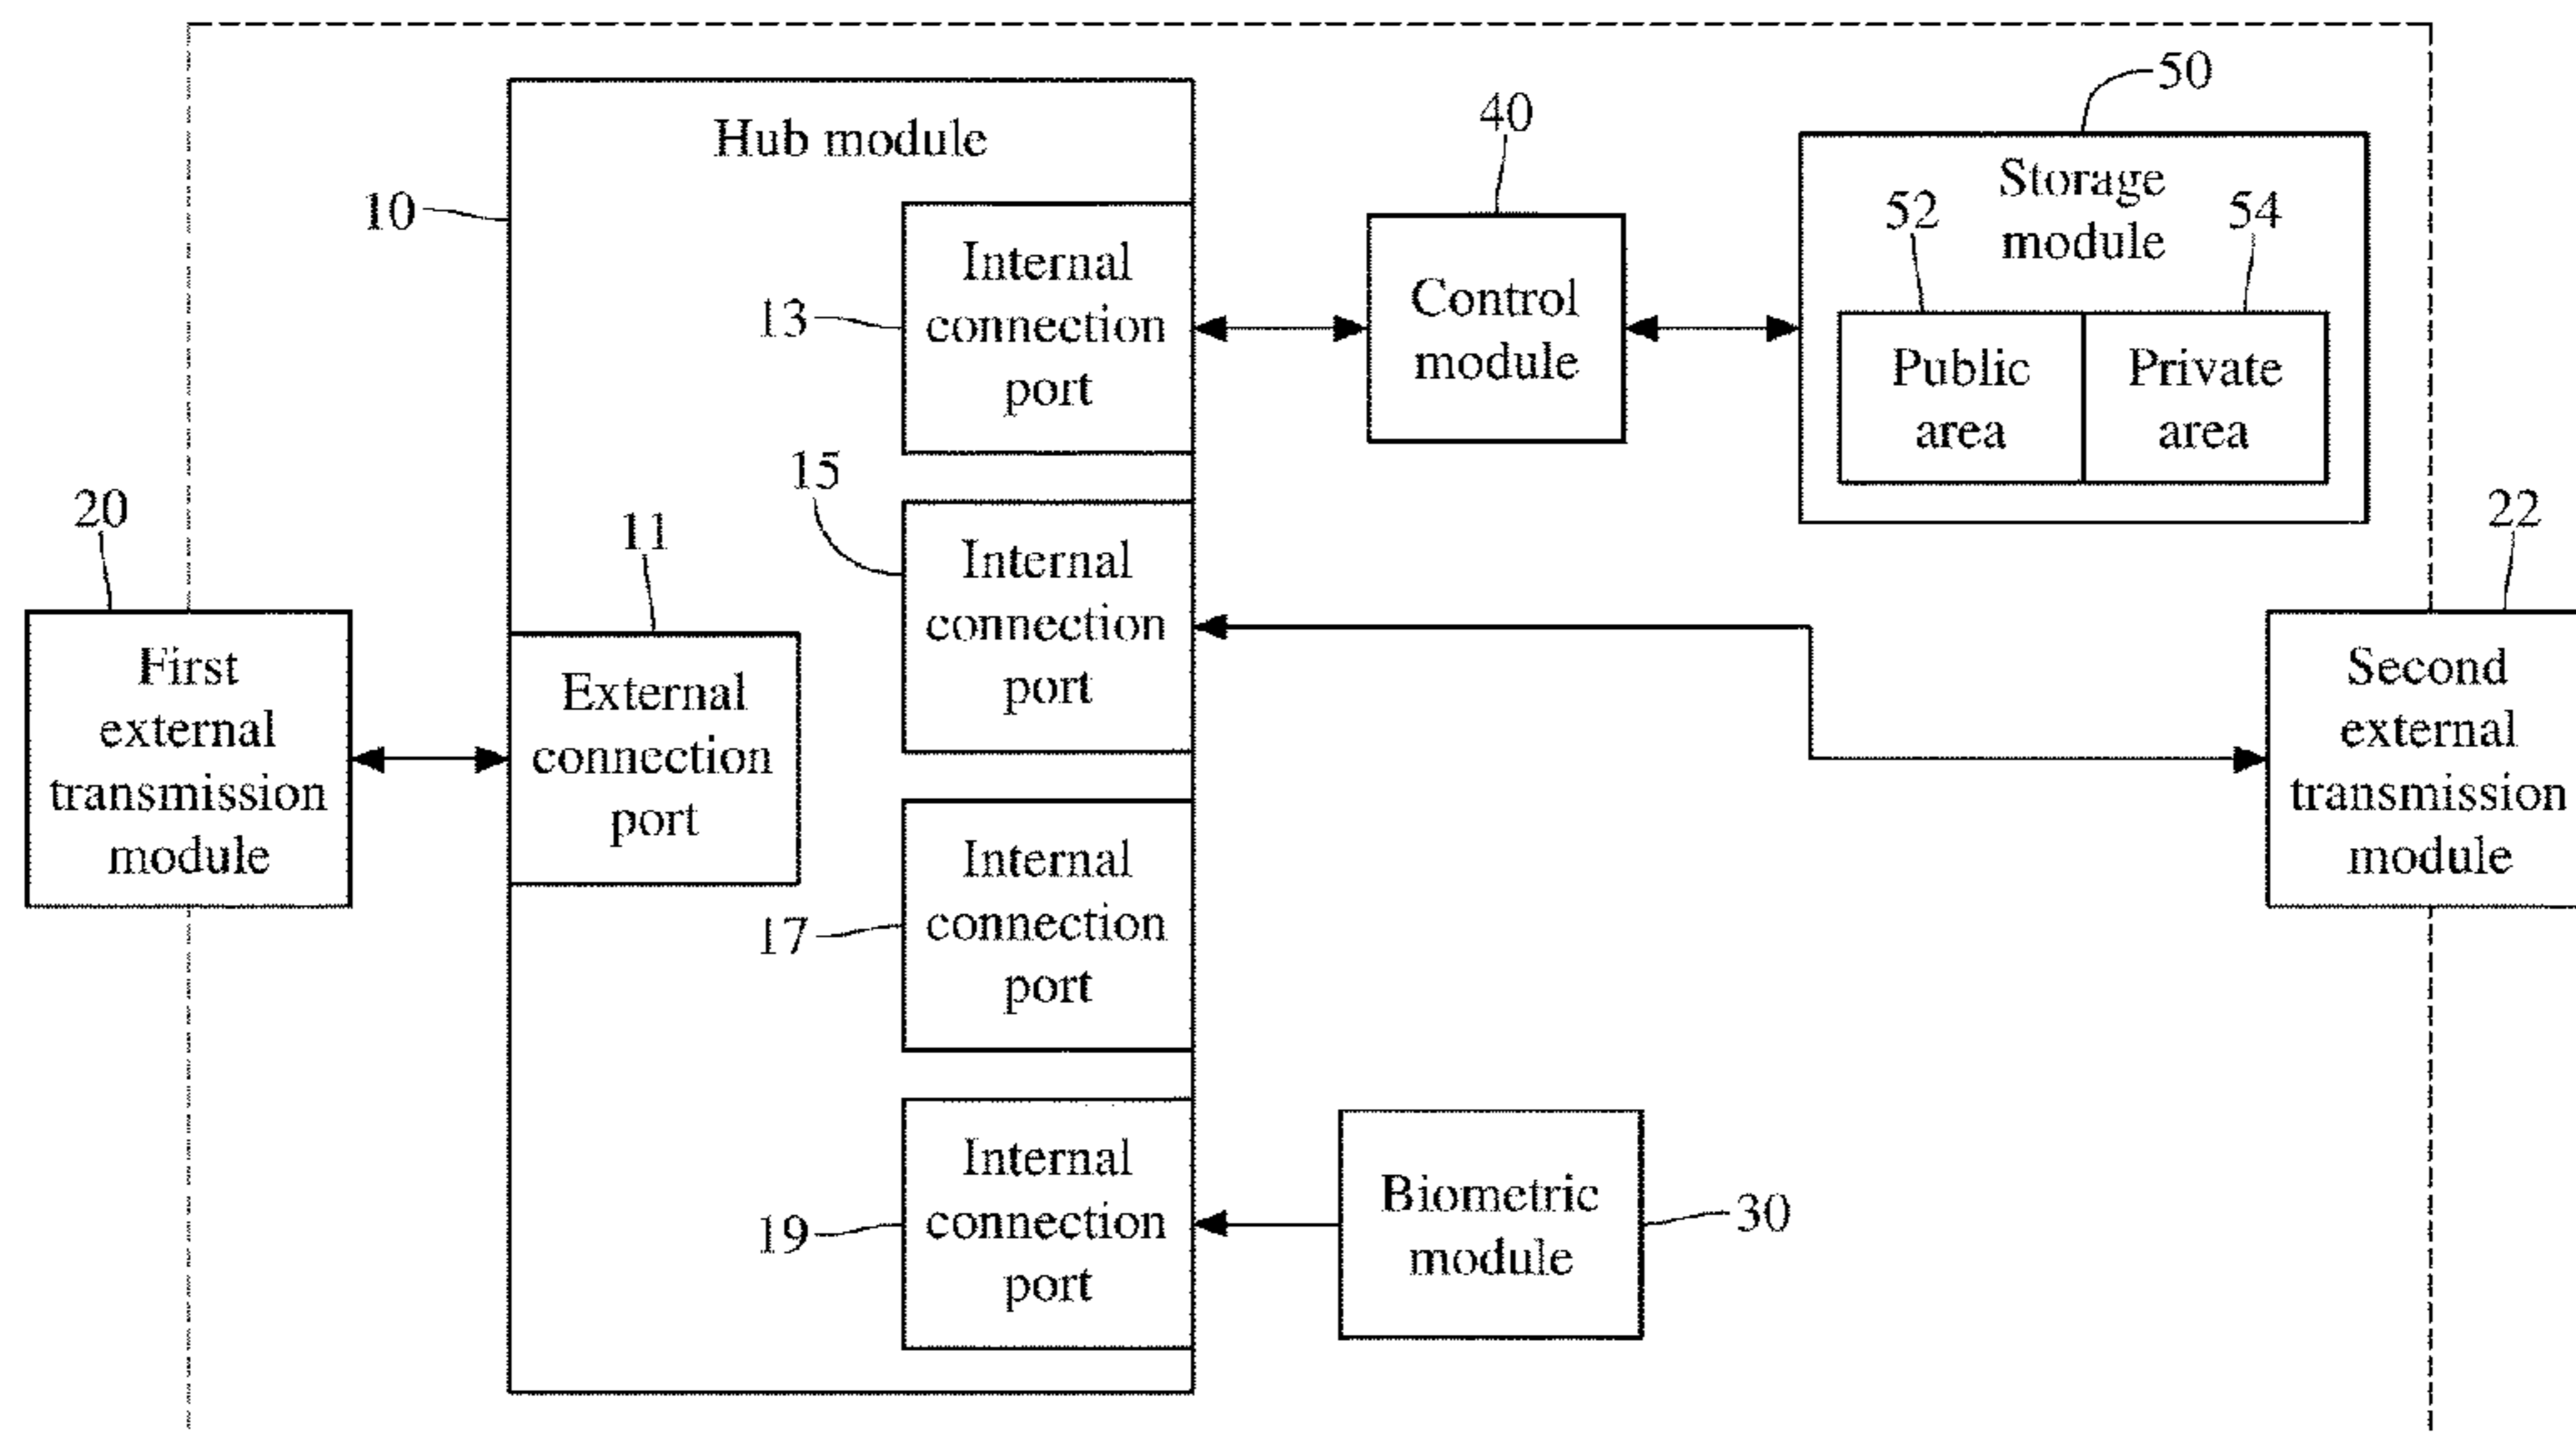 50
40
Hub module
Storage
module
10
52
54
Internal
connection
port
13
Control
module
Public
area
Private
area
15
20
11
22
Internal
connection
port
First
external
transmission
module
External
connection
port
Second
external
transmission
module
17
Internal
connection
port
19
Internal
connection
port
Biometric
module
30